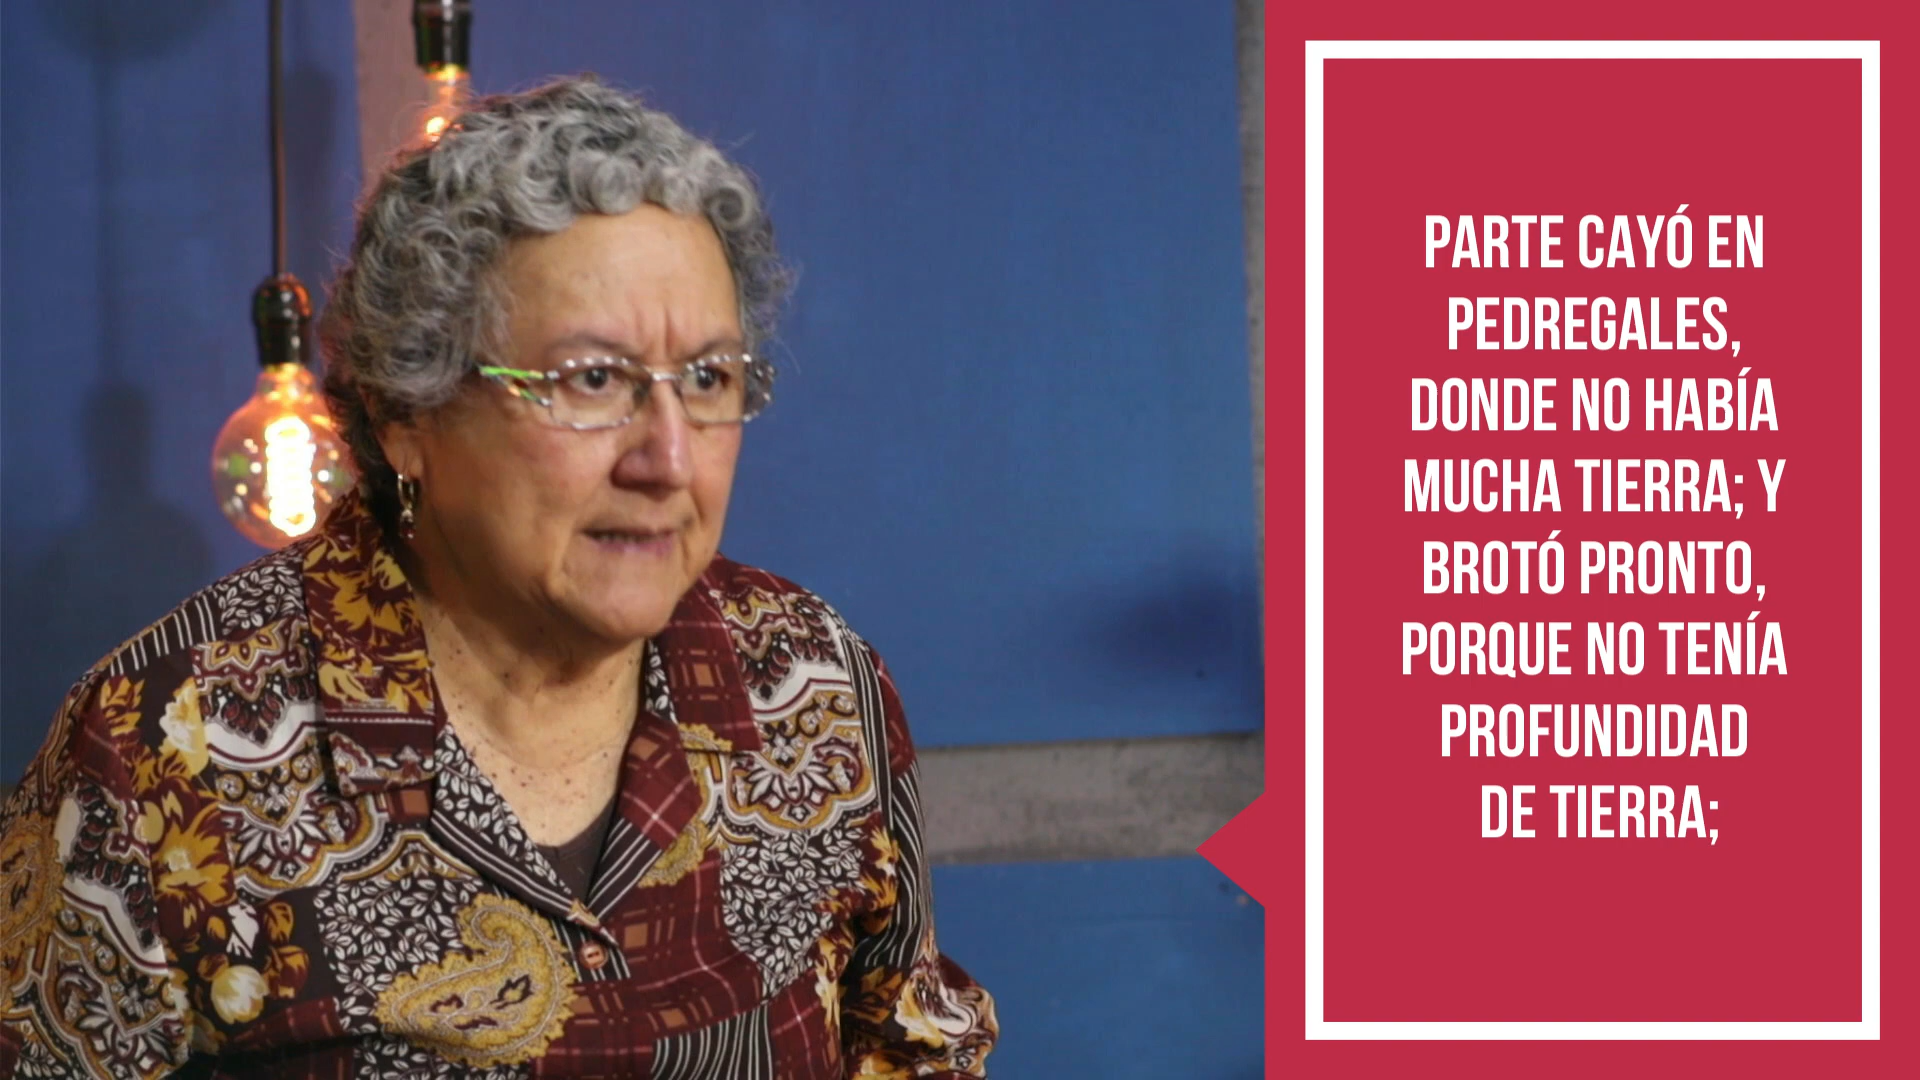 PARTE CAYÓ EN
PEDREGALES,
DONDE NO HABÍA
MUCHA TIERRA; Y
BROTÓ PRONTO,
PORQUE NO TENÍA
PROFUNDIDAD
DE TIERRA;